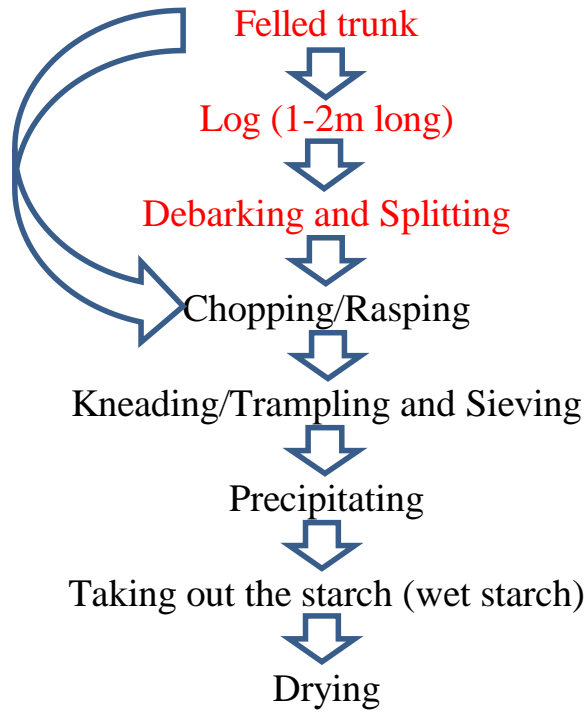 Felled trunk
Log (1-2m long)
Debarking and Splitting
Chopping/Rasping
Kneading/Trampling and Sieving
Precipitating
Taking out the starch (wet starch)
Drying